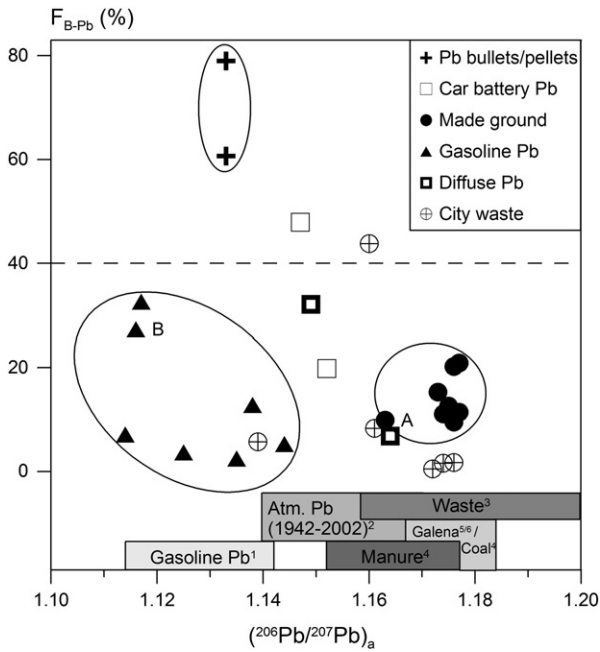 F_B-Pb (%)
80
60
40
20
0
Pb bullets/pellets
Car battery Pb
Made ground
Gasoline Pb
Diffuse Pb
City waste
B
A
Waste³
Atm. Pb
(1942-2002)²
Galena⁵ᐟ⁶ /
Coal⁴
Gasoline Pb¹
Manure⁴
1.10
1.12
1.14
1.16
1.18
1.20
(²⁰⁶Pb/²⁰⁷Pb)ₐ